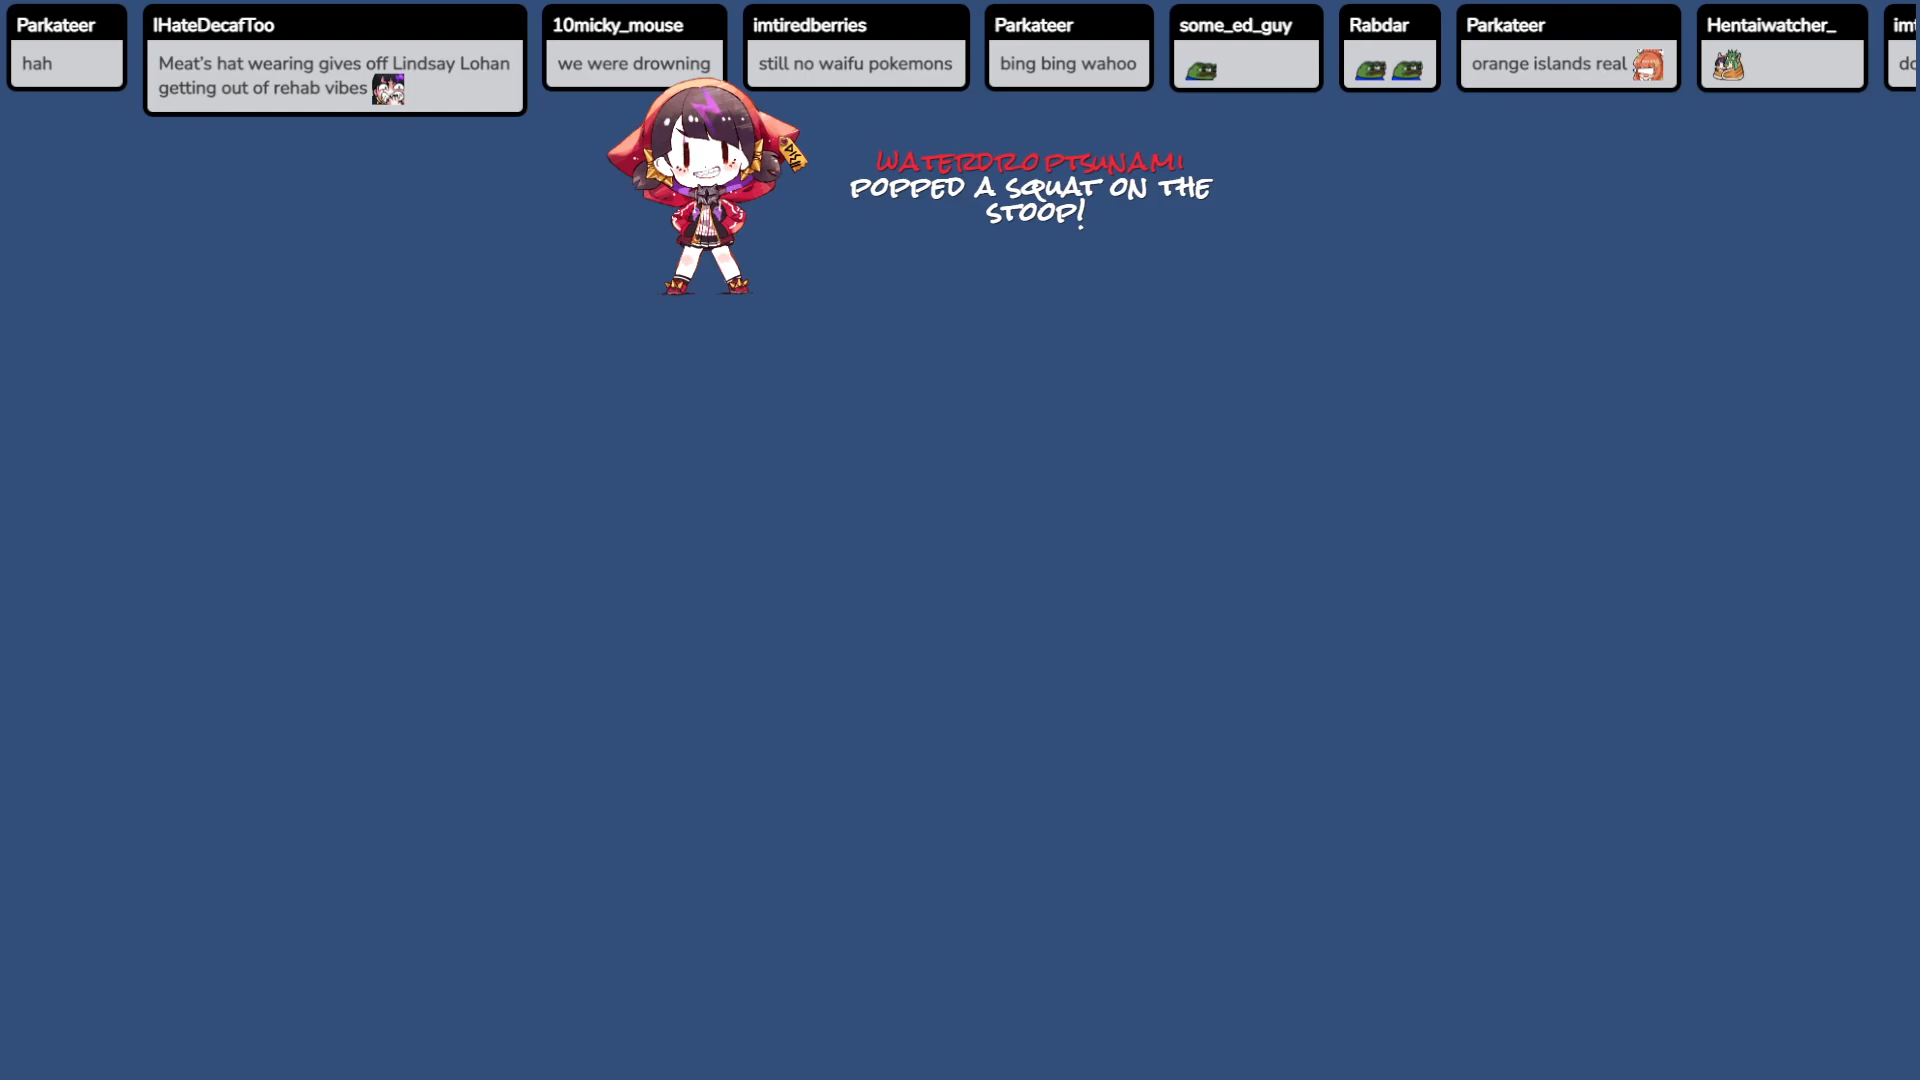 Parkateer
hah
IHateDecafToo
Meat's hat wearing gives off Lindsay Lohan
getting out of rehab vibes
10micky_mouse
we were drowning
imtiredberries
still no waifu pokemons
Parkateer
bing bing wahoo
some_ed_guy
Rabdar
Parkateer
orange islands real
Hentaiwatcher_
WATERDROPTSUNAMI
POPPED A SQUAT ON THE
STOOP!